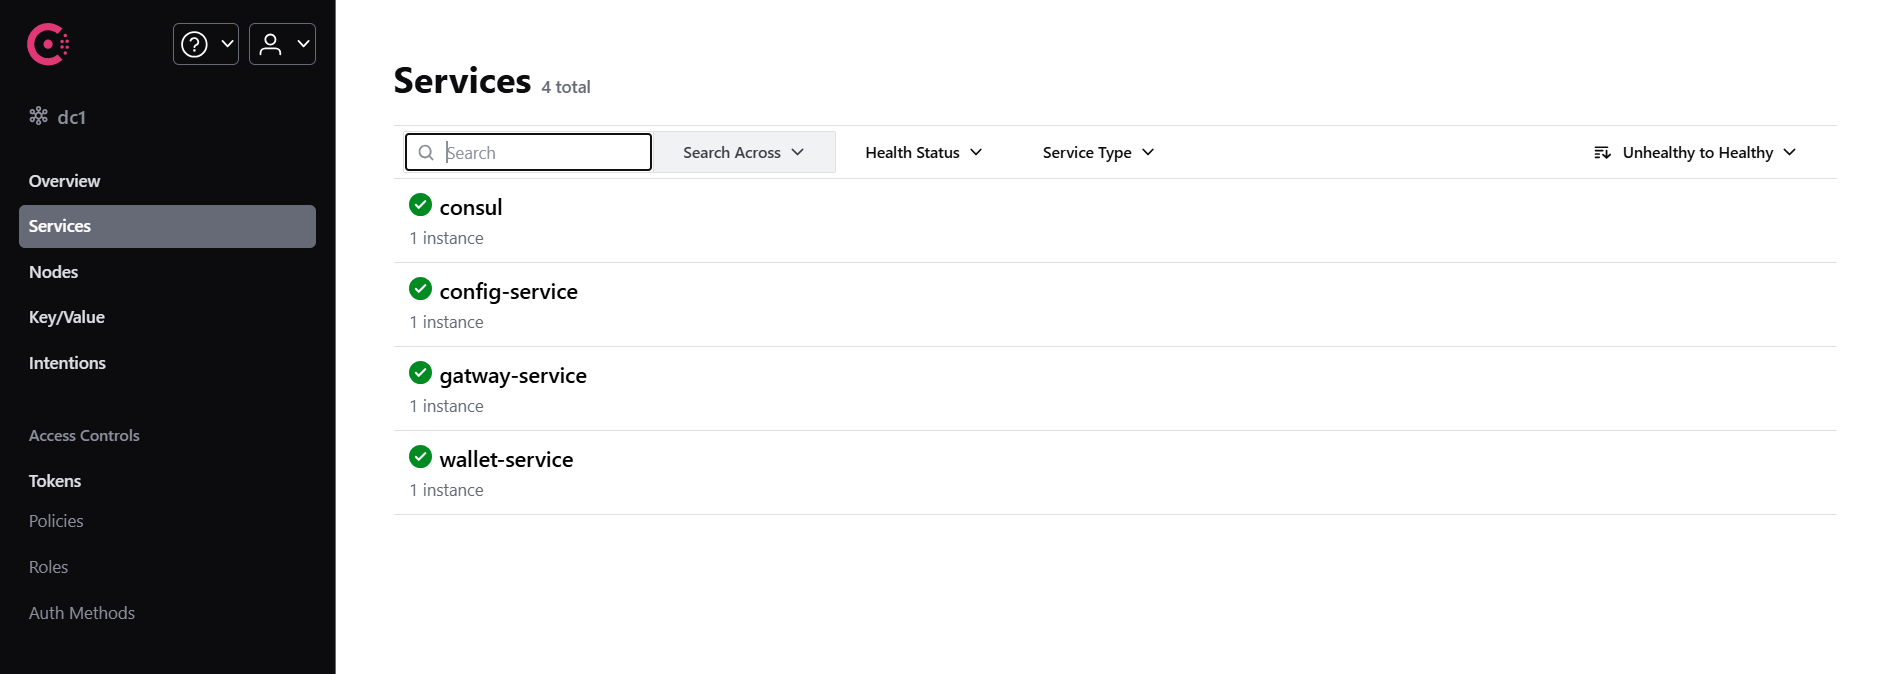 dc1
Overview
Services
Nodes
Key/Value
Intentions
Access Controls
Tokens
Policies
Roles
Auth Methods
Services 4 total
Search Search Across Health Status Service Type Unhealthy to Healthy
consul
1 instance
config-service
1 instance
gatway-service
1 instance
wallet-service
1 instance